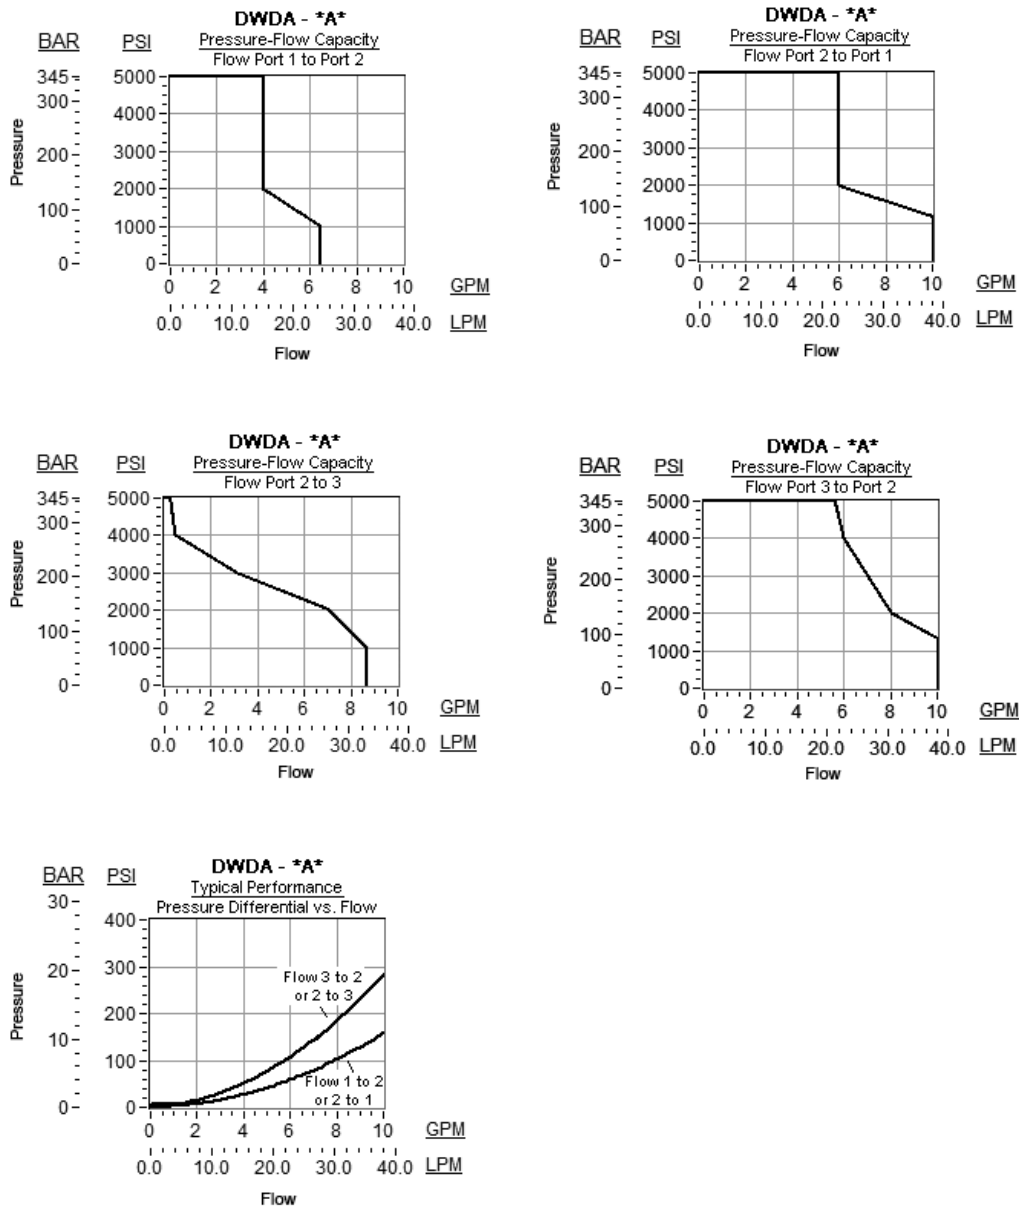 DWDA - *A*
Pressure-Flow Capacity
Flow Port 1 to Port 2
BAR PSI
345 5000
300
4000
3000
200
2000
100
1000
0 0
Pressure
0 2 4 6 8 10 GPM
0.0 10.0 20.0 30.0 40.0 LPM
Flow
DWDA - *A*
Pressure-Flow Capacity
Flow Port 2 to Port 1
BAR PSI
345 5000
300
4000
3000
200
2000
100
1000
0 0
Pressure
0 2 4 6 8 10 GPM
0.0 10.0 20.0 30.0 40.0 LPM
Flow
DWDA - *A*
Pressure-Flow Capacity
Flow Port 2 to 3
BAR PSI
345 5000
300
4000
3000
200
2000
100
1000
0 0
Pressure
0 2 4 6 8 10 GPM
0.0 10.0 20.0 30.0 40.0 LPM
Flow
DWDA - *A*
Pressure-Flow Capacity
Flow Port 3 to Port 2
BAR PSI
345 5000
300
4000
3000
200
2000
100
1000
0 0
Pressure
0 2 4 6 8 10 GPM
0.0 10.0 20.0 30.0 40.0 LPM
Flow
DWDA - *A*
Typical Performance
Pressure Differential vs. Flow
BAR PSI
30
400
20 300
Flow 3 to 2
or 2 to 3
200
10
100
Flow 1 to 2
or 2 to 1
0 0
Pressure
0 2 4 6 8 10 GPM
0.0 10.0 20.0 30.0 40.0 LPM
Flow